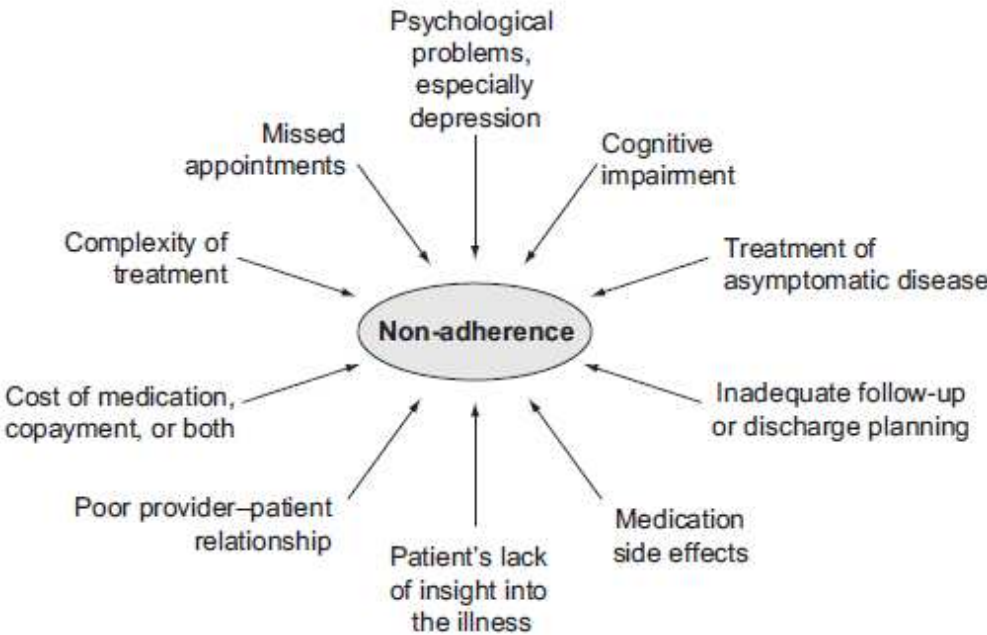 Psychological
problems,
especially
depression
Missed
appointments
Cognitive
impairment
Complexity of
treatment
Treatment of
asymptomatic disease
Non-adherence
Cost of medication,
copayment, or both
Inadequate follow-up
or discharge planning
Poor provider–patient
relationship
Medication
side effects
Patient's lack
of insight into
the illness